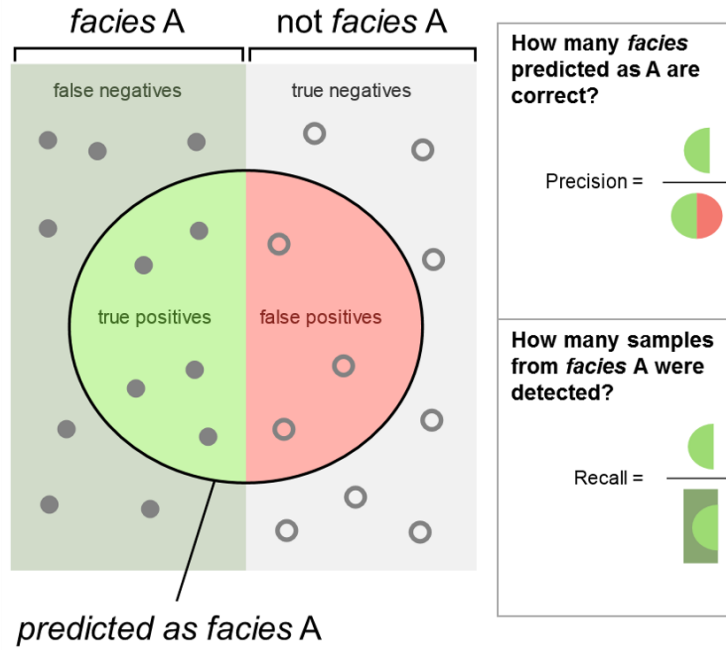 facies A
not facies A
false negatives
true negatives
true positives
false positives
predicted as facies A
How many facies
predicted as A are
correct?
Precision =
How many samples
from facies A were
detected?
Recall =